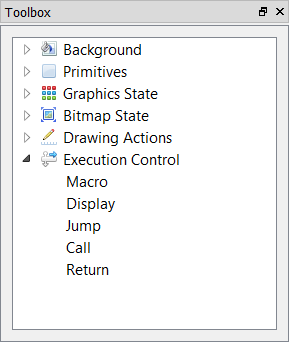 Toolbox
Background
Primitives
Graphics State
Bitmap State
Drawing Actions
Execution Control
Macro
Display
Jump
Call
Return